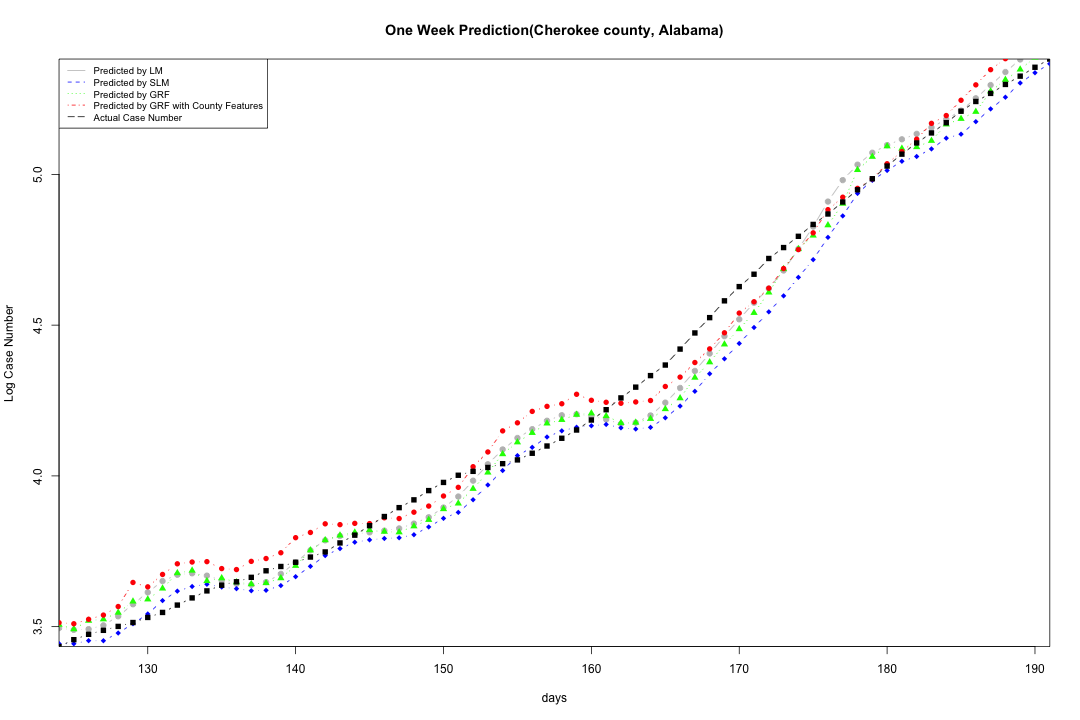 One Week Prediction(Cherokee county, Alabama)
Predicted by LM
Predicted by SLM
Predicted by GRF
Predicted by GRF with County Features
Actual Case Number
5.0
4.5
4.0
3.5
Log Case Number
130 140 150 160 170 180 190
days